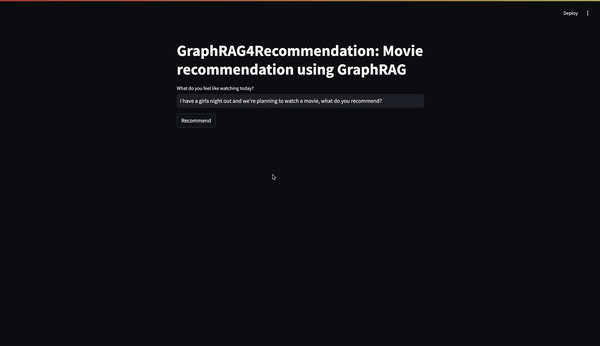 Deploy
GraphRAG4Recommendation: Movie
recommendation using GraphRAG
What do you feel like watching today?
I have a girls night out and we're planning to watch a movie, what do you recommend?
Recommend